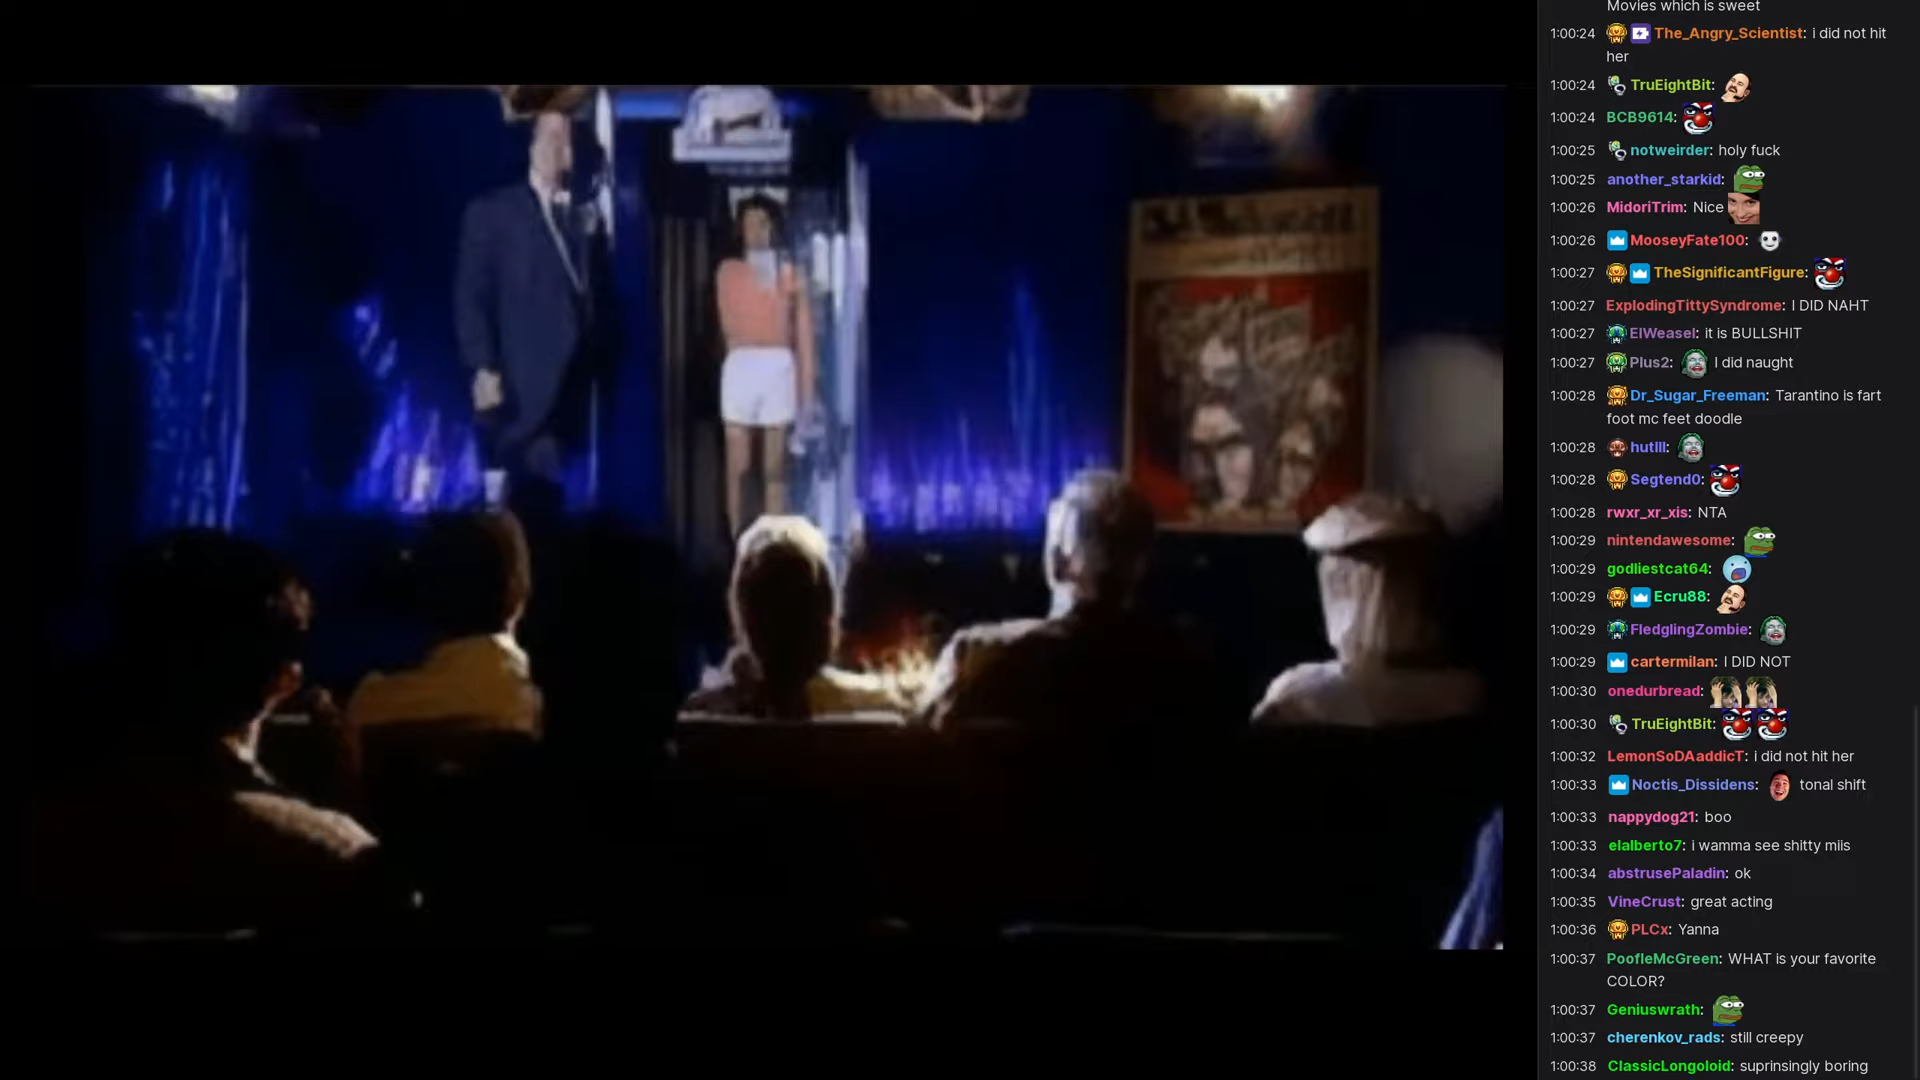 Movies which is sweet
1:00:24 The_Angry_Scientist: i did not hit
her
1:00:24 TruEightBit:
1:00:24 BCB9614:
1:00:25 notweirder: holy fuck
1:00:25 another_starkid:
1:00:26 MidoriTrim: Nice
1:00:26 MooseyFate100:
1:00:27 TheSignificantFigure:
1:00:27 ExplodingTittySyndrome: I DID NAHT
1:00:27 ElWeasel: it is BULLSHIT
1:00:27 Plus2: I did naught
1:00:28 Dr_Sugar_Freeman: Tarantino is fart
foot mc feet doodle
1:00:28 hutlll:
1:00:28 Segtend0:
1:00:28 rwxr_xr_xis: NTA
1:00:29 nintendawesome:
1:00:29 godliestcat64:
1:00:29 Ecru88:
1:00:29 FledglingZombie:
1:00:29 cartermilan: I DID NOT
1:00:30 onedurbread:
1:00:30 TruEightBit:
1:00:32 LemonSoDAaddicT: i did not hit her
1:00:33 Noctis_Dissidens: tonal shift
1:00:33 nappydog21: boo
1:00:33 elalberto7: i wamma see shitty miis
1:00:34 abstrusePaladin: ok
1:00:35 VineCrust: great acting
1:00:36 PLCx: Yanna
1:00:37 PoofleMcGreen: WHAT is your favorite
COLOR?
1:00:37 Geniuswrath:
1:00:37 cherenkov_rads: still creepy
1:00:38 ClassicLongoloid: suprinsingly boring